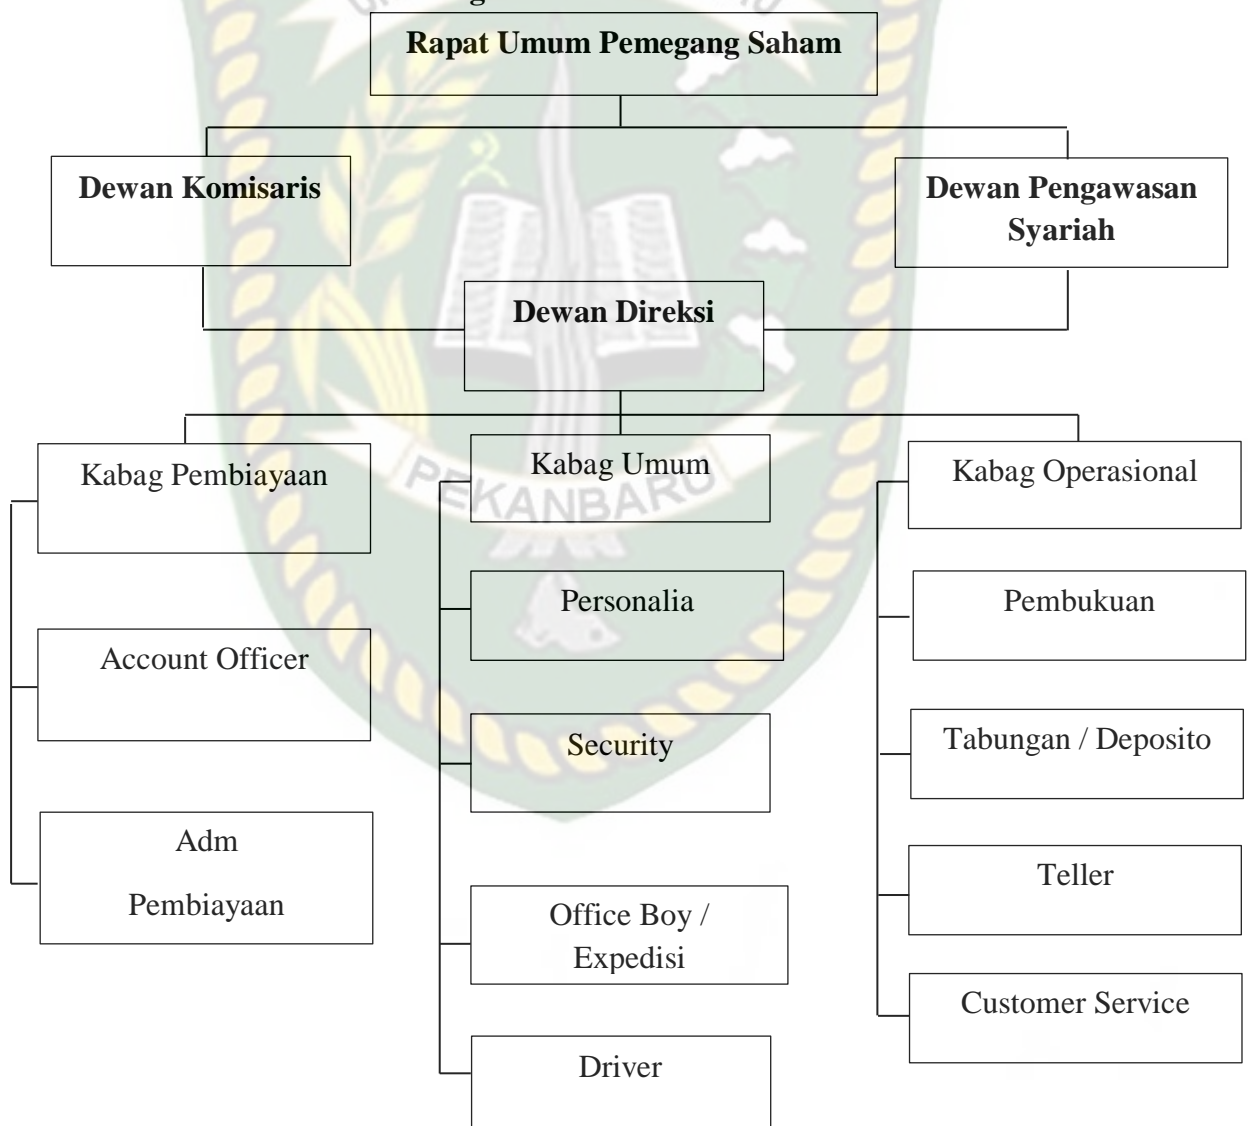 Rapat Umum Pemegang Saham
Dewan Komisaris
Dewan Pengawasan
Syariah
Dewan Direksi
Kabag Pembiayaan
Kabag Umum
Kabag Operasional
PEKANBARU
Account Officer
Personalia
Pembukuan
Security
Tabungan / Deposito
Adm
Pembiayaan
Office Boy /
Expedisi
Teller
Customer Service
Driver